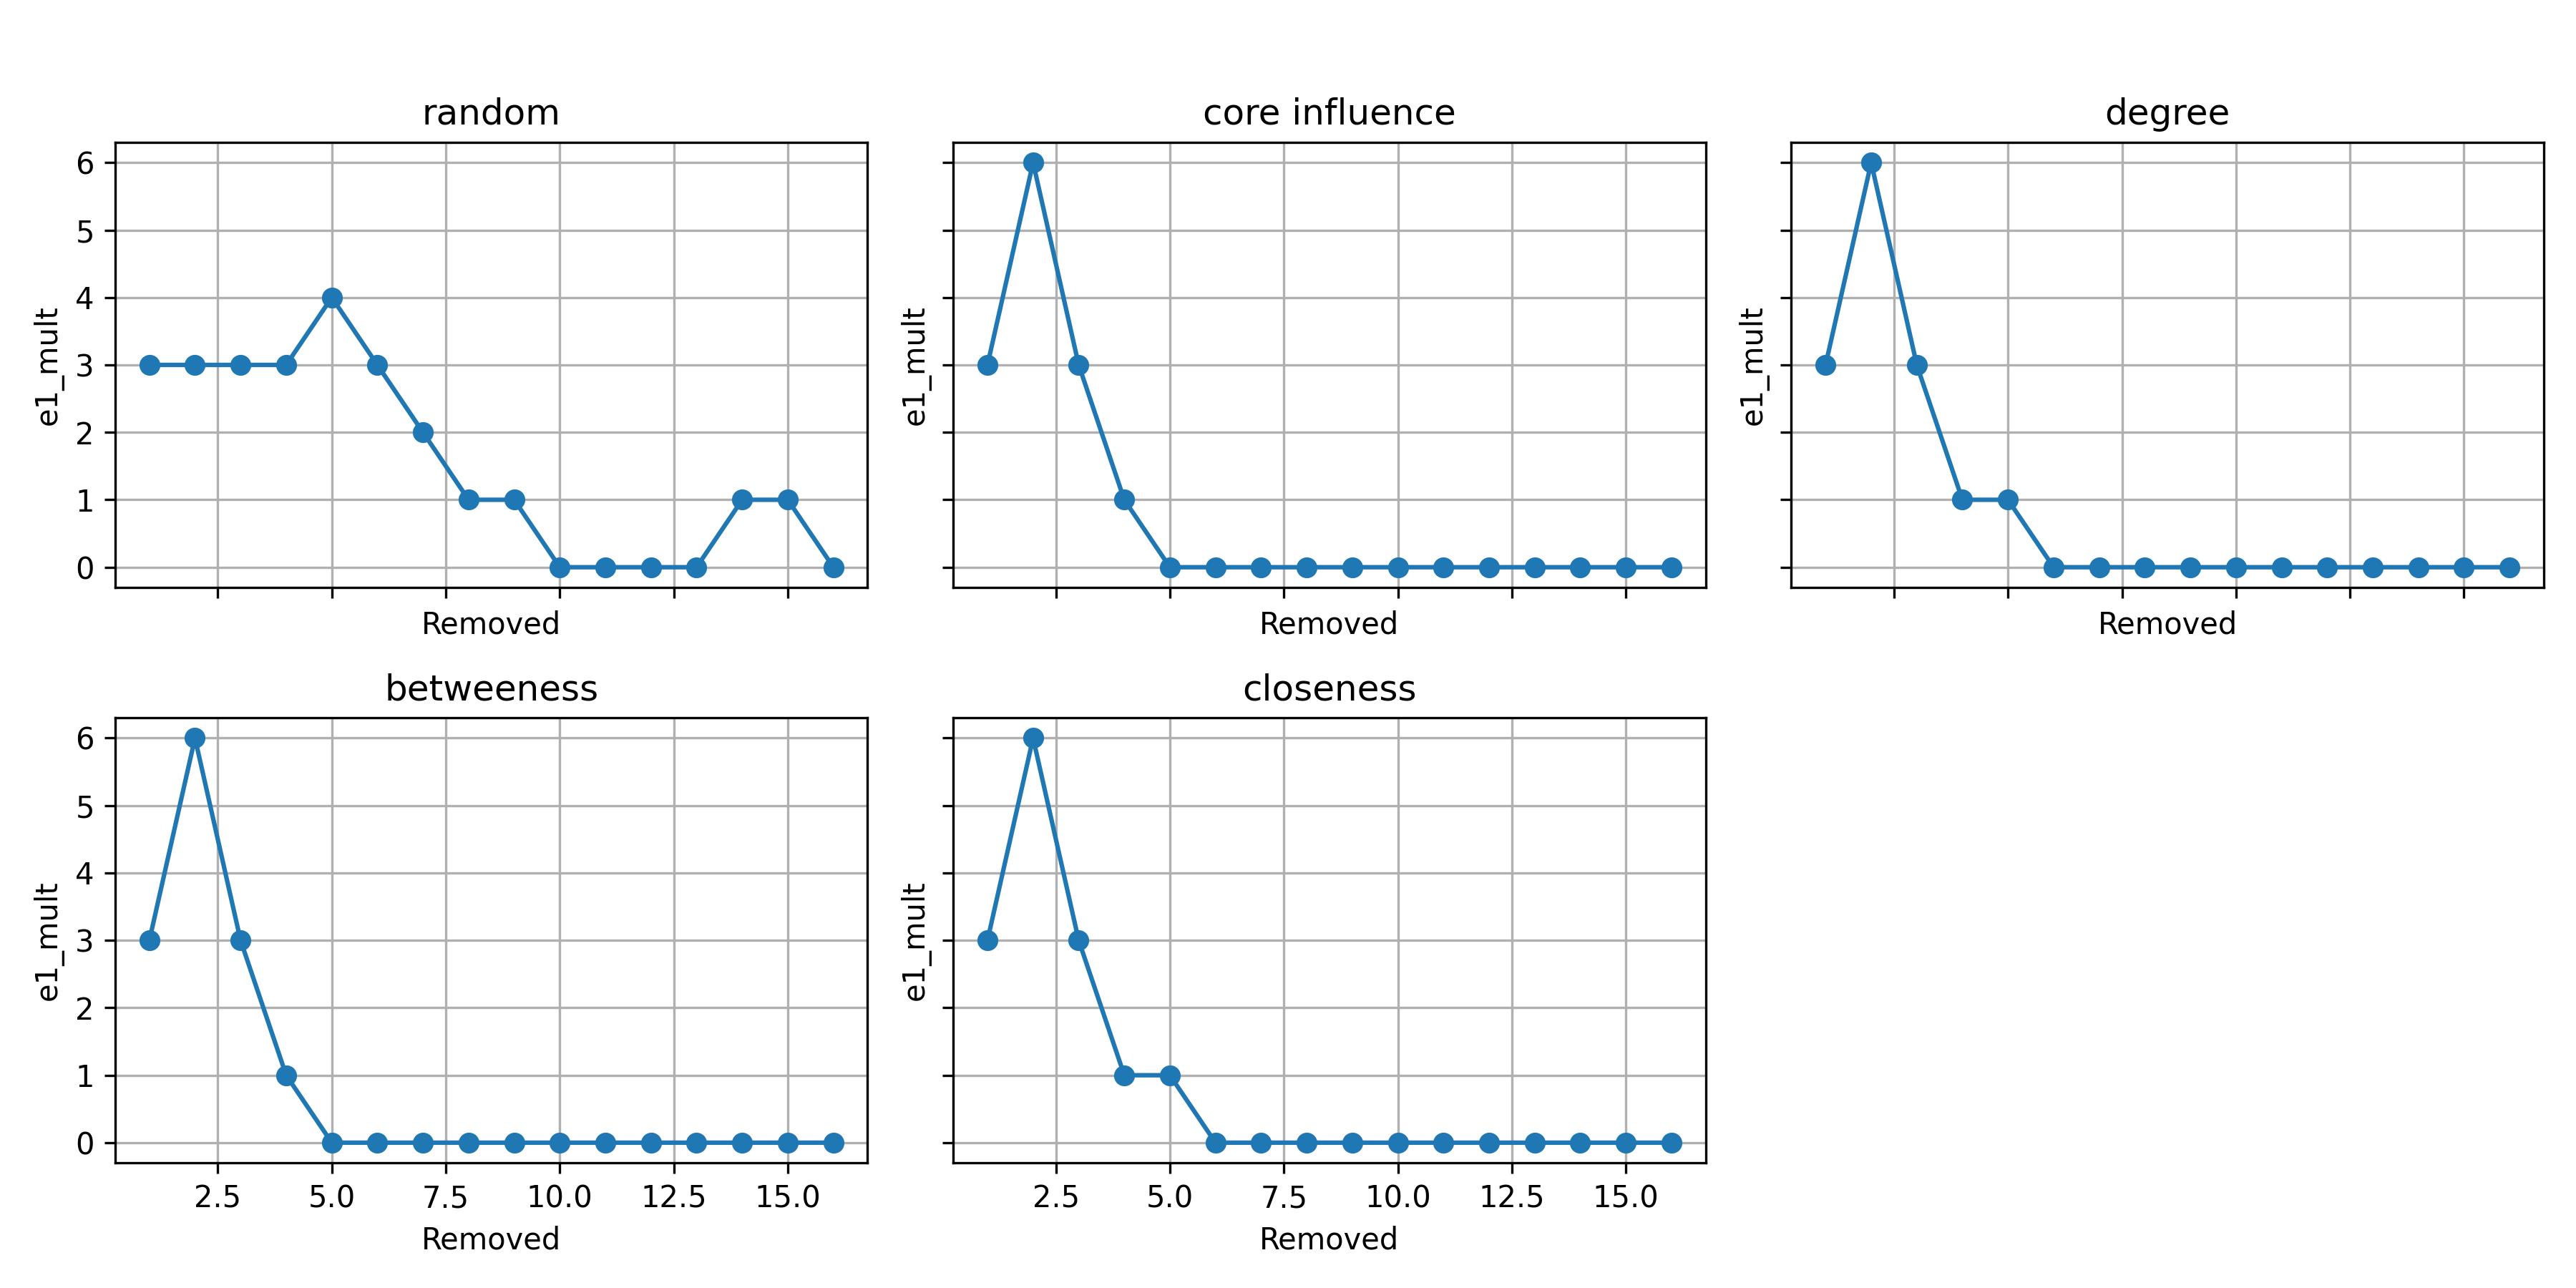 random
core influence
degree
6
5
4
3
2
1
0
e1_mult
e1_mult
e1_mult
Removed
Removed
Removed
betweeness
closeness
6
5
4
3
2
1
0
e1_mult
e1_mult
2.5 5.0 7.5 10.0 12.5 15.0
2.5 5.0 7.5 10.0 12.5 15.0
Removed
Removed